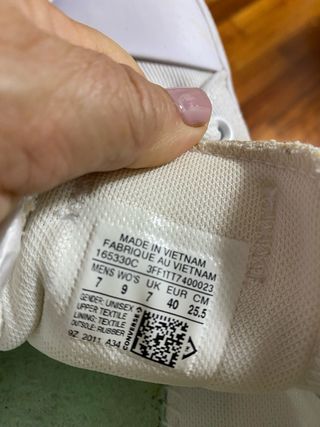 MADE IN VIETNAM
FABRIQUE AU VIETNAM
165330C 3FF1TT7400023
MENS WO'S UK EUR CM
7 9 7 40 25.5
GENDER: UNISEX
UPPER: TEXTILE
LINING: TEXTILE
OUTSOLE: RUBBER
CONVERSE
9Z 2011 A34